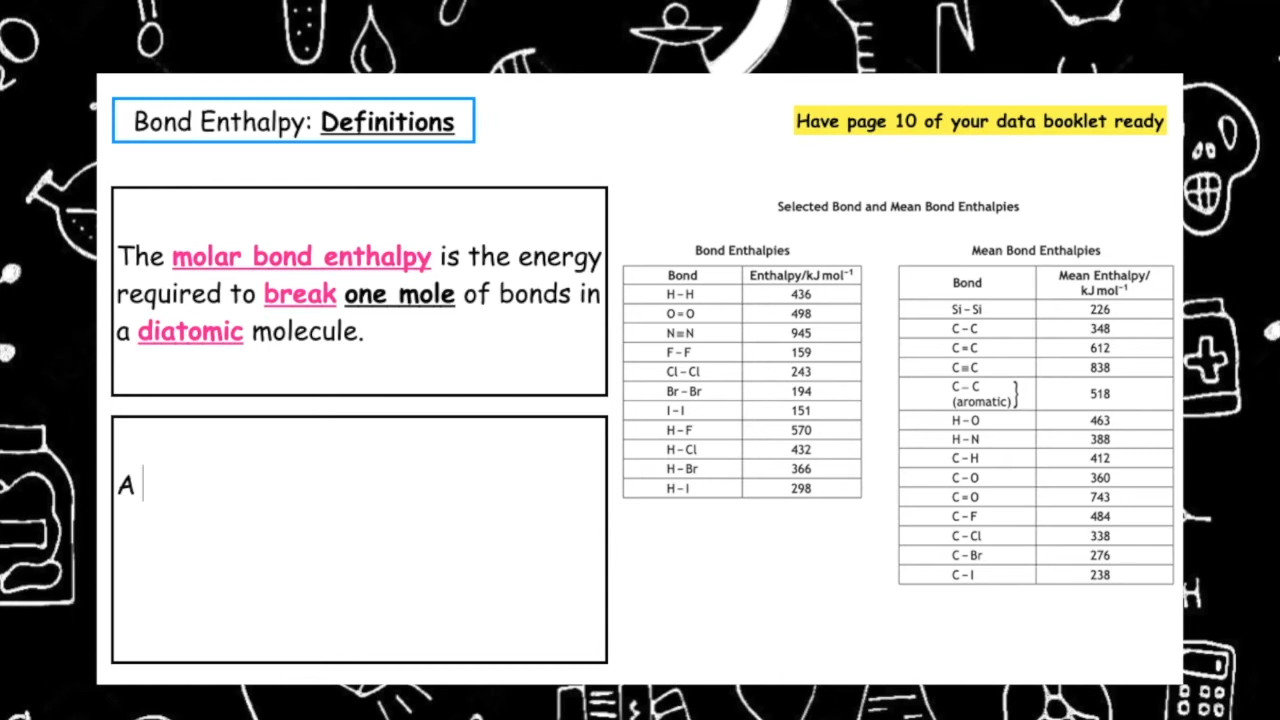 Bond Enthalpy: Definitions
Have page 10 of your data booklet ready
The molar bond enthalpy is the energy
required to break one mole of bonds in
a diatomic molecule.
A
Selected Bond and Mean Bond Enthalpies
Bond Enthalpies
Bond Enthalpy/kJ mol⁻¹
H–H 436
O=O 498
N≡N 945
F–F 159
Cl–Cl 243
Br–Br 194
I–I 151
H–F 570
H–Cl 432
H–Br 366
H–I 298
Mean Bond Enthalpies
Bond Mean Enthalpy/
kJ mol⁻¹
Si–Si 226
C–C 348
C=C 612
C≡C 838
C–C
(aromatic) } 518
H–O 463
H–N 388
C–H 412
C–O 360
C=O 743
C–F 484
C–Cl 338
C–Br 276
C–I 238
H